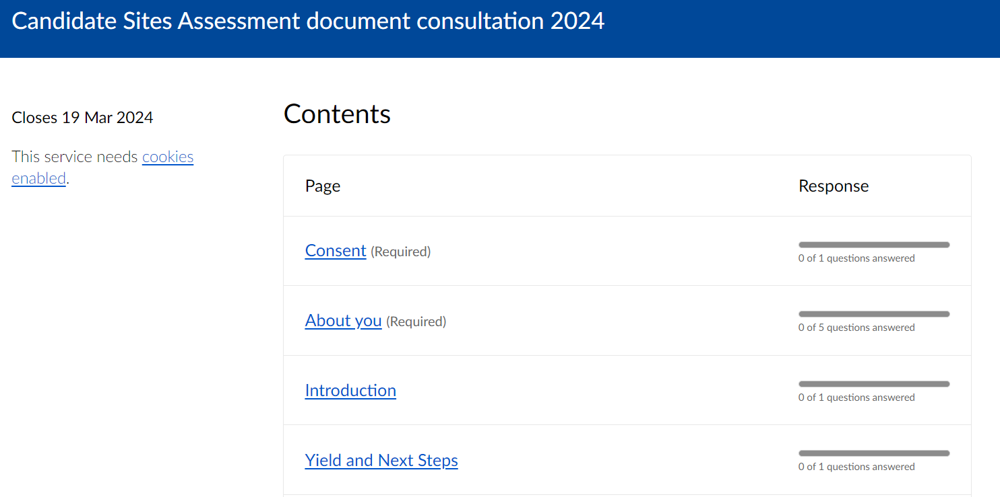 Candidate Sites Assessment document consultation 2024
Closes 19 Mar 2024
This service needs cookies
enabled.
Contents
Page Response
Consent (Required)
0 of 1 questions answered
About you (Required)
0 of 5 questions answered
Introduction
0 of 1 questions answered
Yield and Next Steps
0 of 1 questions answered